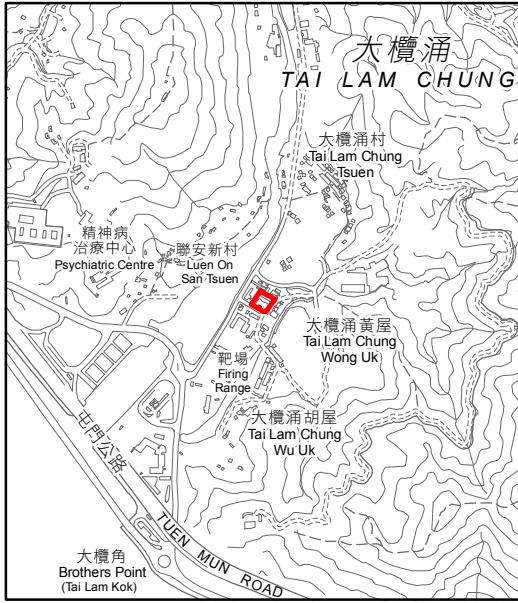 大欖涌
TAI LAM CHUNG
大欖涌村
Tai Lam Chung
Tsuen
精神病
治療中心
Psychiatric Centre
聯安新村
Luen On
San Tsuen
大欖涌黃屋
Tai Lam Chung
Wong Uk
靶場
Firing
Range
大欖涌胡屋
Tai Lam Chung
Wu Uk
屯門公路
TUEN MUN ROAD
大欖角
Brothers Point
(Tai Lam Kok)